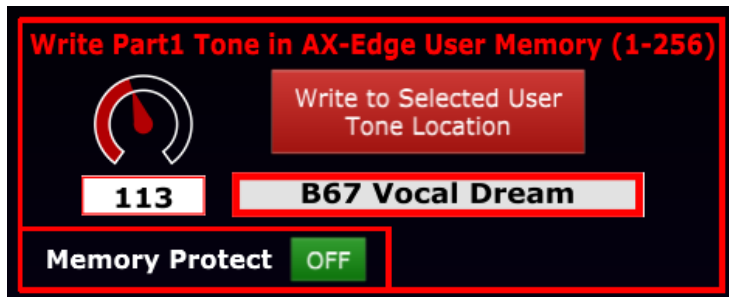 Write Part1 Tone in AX-Edge User Memory (1-256)
Write to Selected User
Tone Location
113
B67 Vocal Dream
Memory Protect OFF